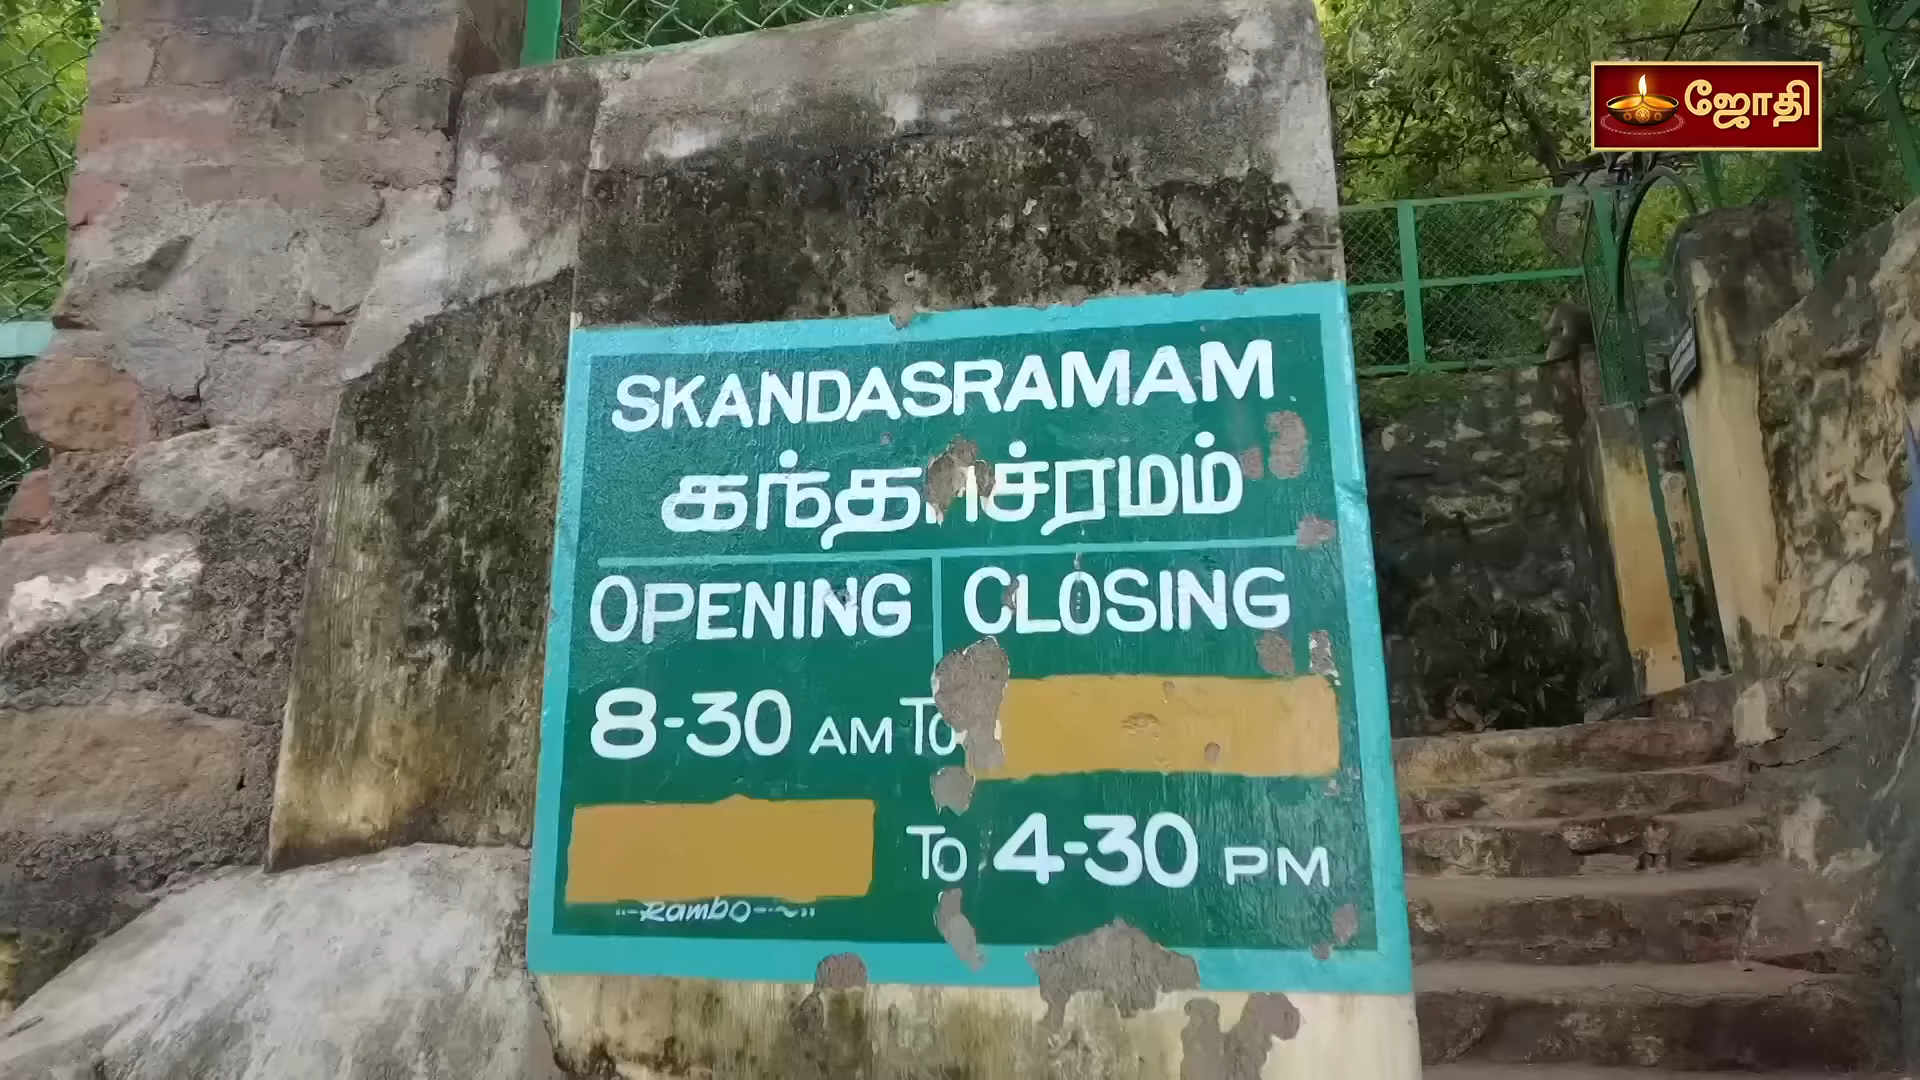 ஜோதி
SKANDASRAMAM
கந்தாச்ரமம்
OPENING CLOSING
8-30 AM TO
TO 4-30 PM
--Rambo--~"